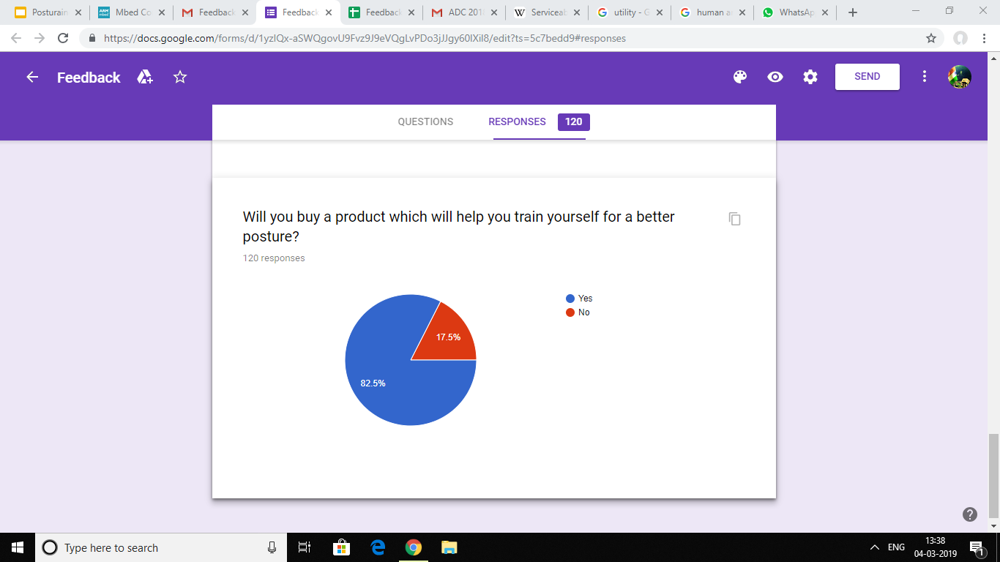 Posturain
Mbed Co
Feedback
Feedback
Feedback
ADC 2018
Serviceab
utility - G
human a
WhatsAp
https://docs.google.com/forms/d/1yzIQx-aSWQgovU9Fvz9J9eVQgLvPDo3jJJgy60lXil8/edit?ts=5c7bedd9#responses
Feedback
SEND
QUESTIONS
RESPONSES 120
Will you buy a product which will help you train yourself for a better
posture?
120 responses
Yes
No
17.5%
82.5%
Type here to search
ENG
13:38
04-03-2019
1